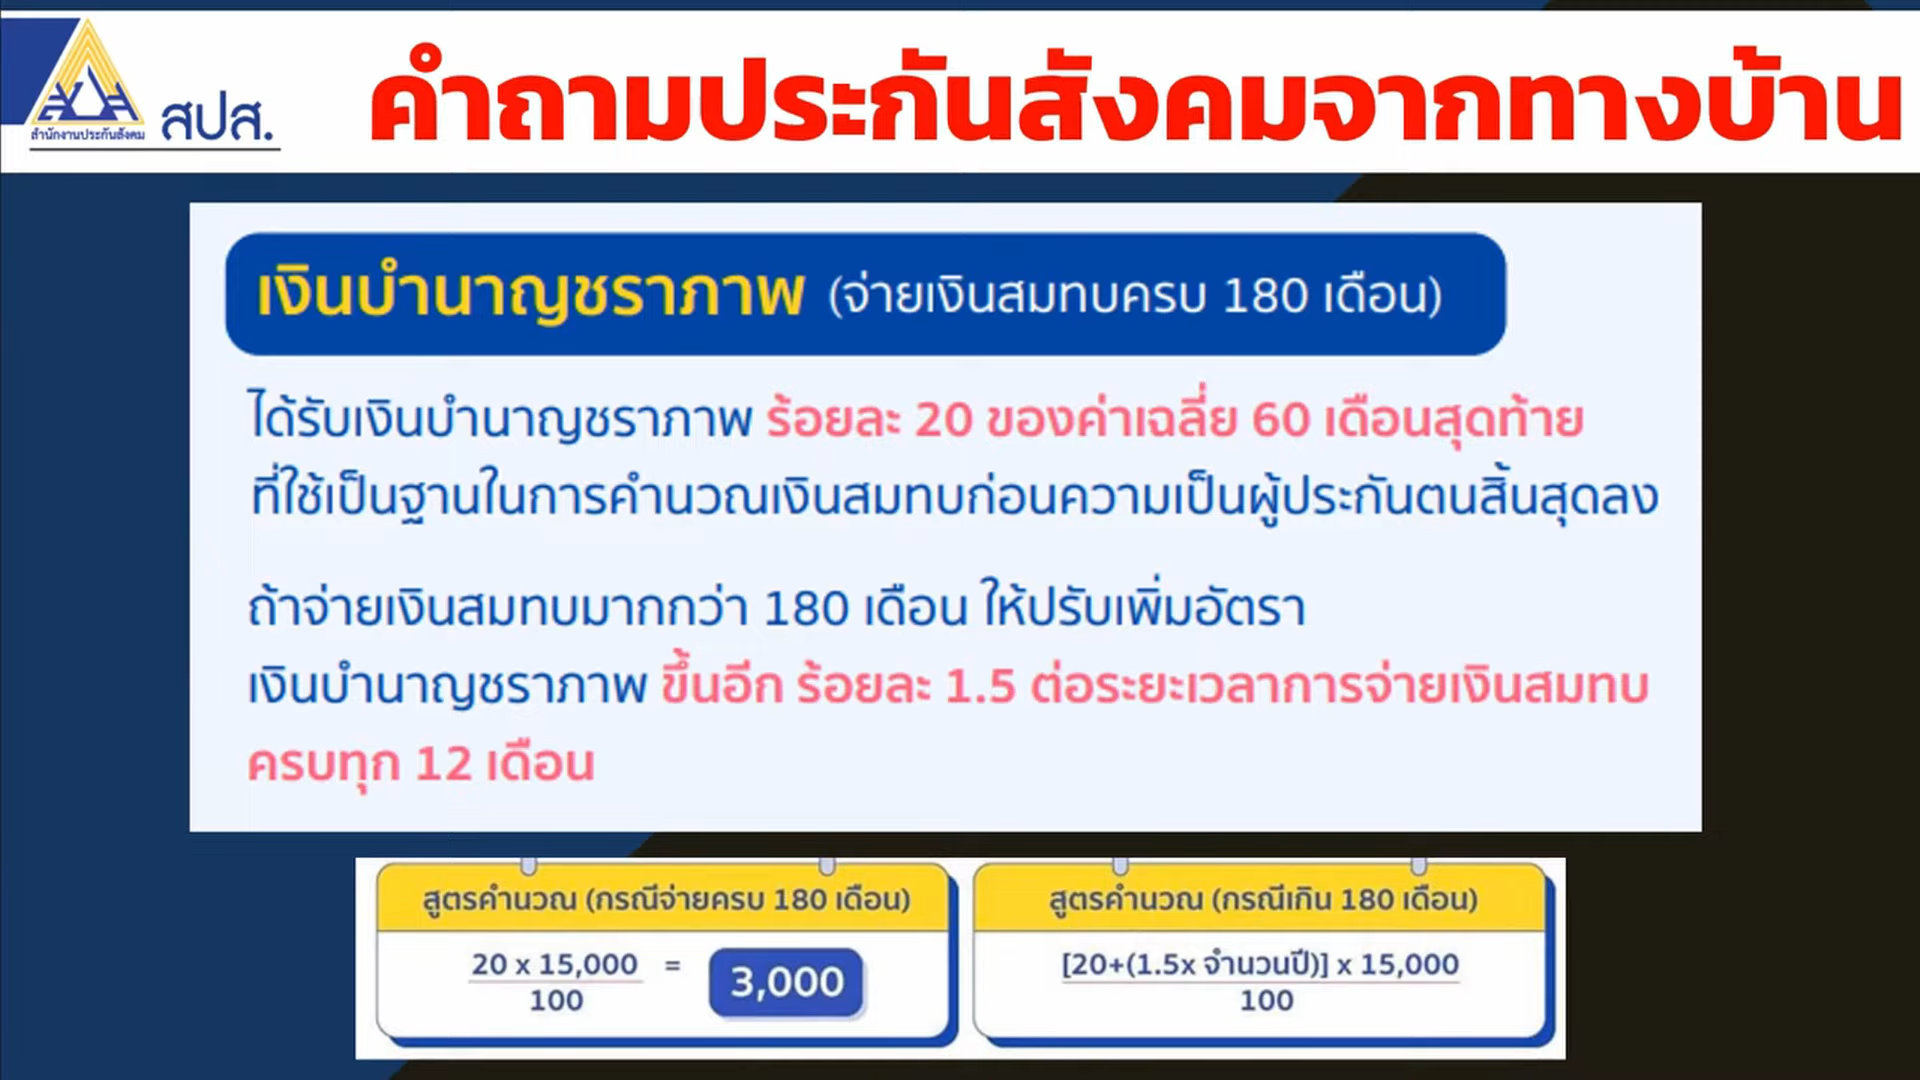 สำนักงานประกันสังคม
สปส.
คำถามประกันสังคมจากทางบ้าน
เงินบำนาญชราภาพ (จ่ายเงินสมทบครบ 180 เดือน)
ได้รับเงินบำนาญชราภาพ ร้อยละ 20 ของค่าเฉลี่ย 60 เดือนสุดท้าย
ที่ใช้เป็นฐานในการคำนวณเงินสมทบก่อนความเป็นผู้ประกันตนสิ้นสุดลง
ถ้าจ่ายเงินสมทบมากกว่า 180 เดือน ให้ปรับเพิ่มอัตรา
เงินบำนาญชราภาพ ขึ้นอีก ร้อยละ 1.5 ต่อระยะเวลาการจ่ายเงินสมทบ
ครบทุก 12 เดือน
สูตรคำนวณ (กรณีจ่ายครบ 180 เดือน)
20 x 15,000 = 3,000
100
สูตรคำนวณ (กรณีเกิน 180 เดือน)
[20+(1.5x จำนวนปี)] x 15,000
100